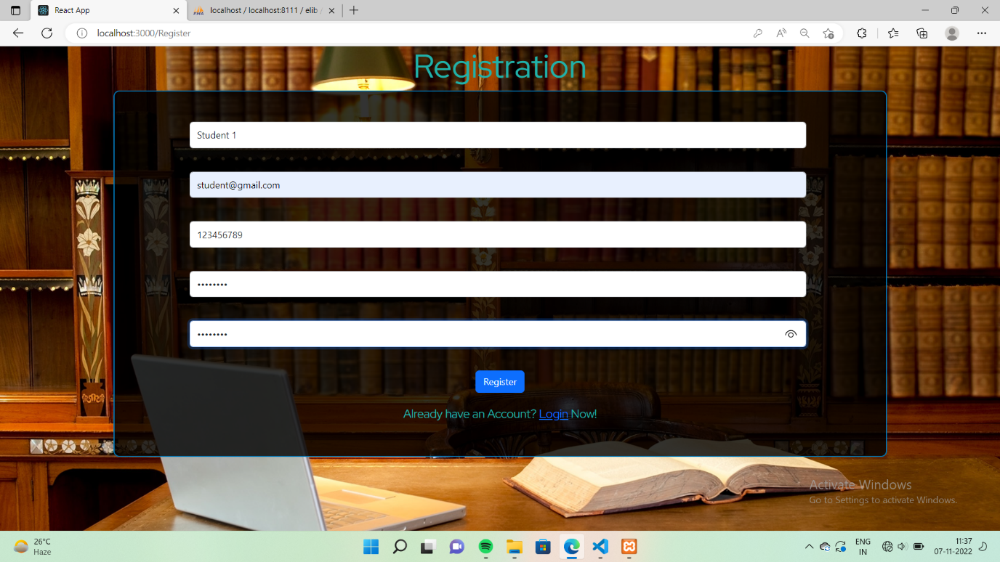 React App
localhost / localhost:8111 / elib /
localhost:3000/Register
Registration
Student 1
student@gmail.com
123456789
••••••••
••••••••
Register
Already have an Account? Login Now!
Activate Windows
Go to Settings to activate Windows.
26°C
Haze
ENG
IN
11:37
07-11-2022